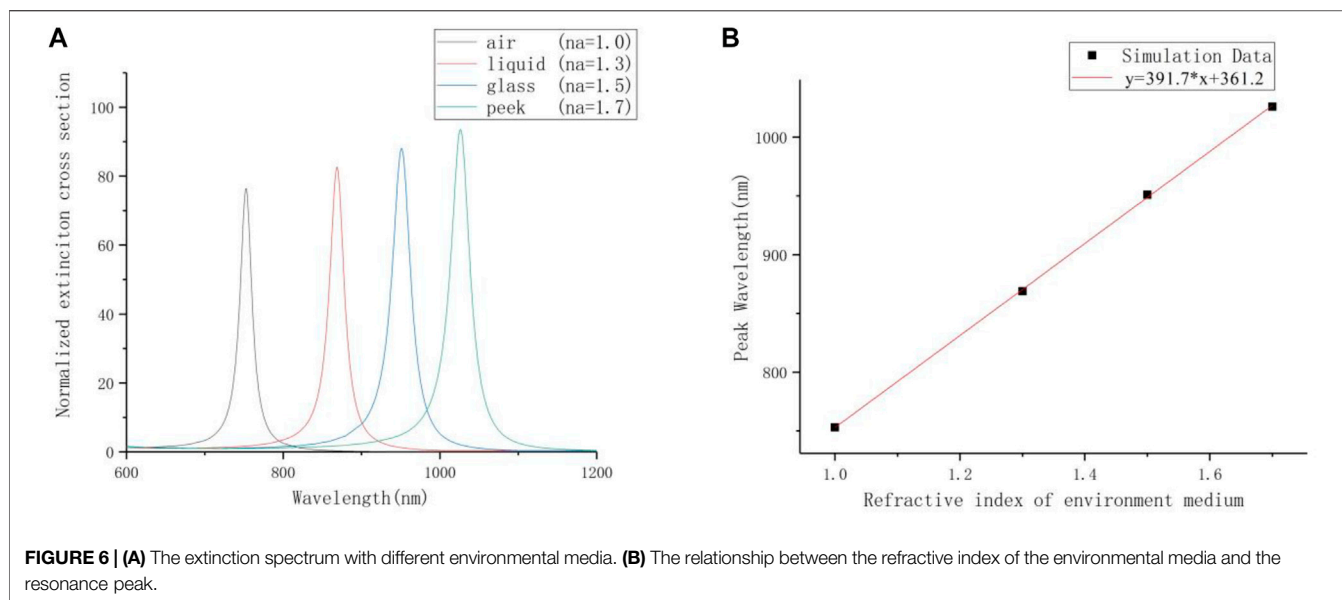 A
air (na=1.0)
liquid (na=1.3)
glass (na=1.5)
peek (na=1.7)
Normalized extinciton cross section
100
80
60
40
20
0
600
800
1000
1200
Wavelength(nm)
B
Simulation Data
y=391.7*x+361.2
Peak Wavelength(nm)
1000
900
800
1.0
1.2
1.4
1.6
Refractive index of environment medium
FIGURE 6 | (A) The extinction spectrum with different environmental media. (B) The relationship between the refractive index of the environmental media and the
resonance peak.